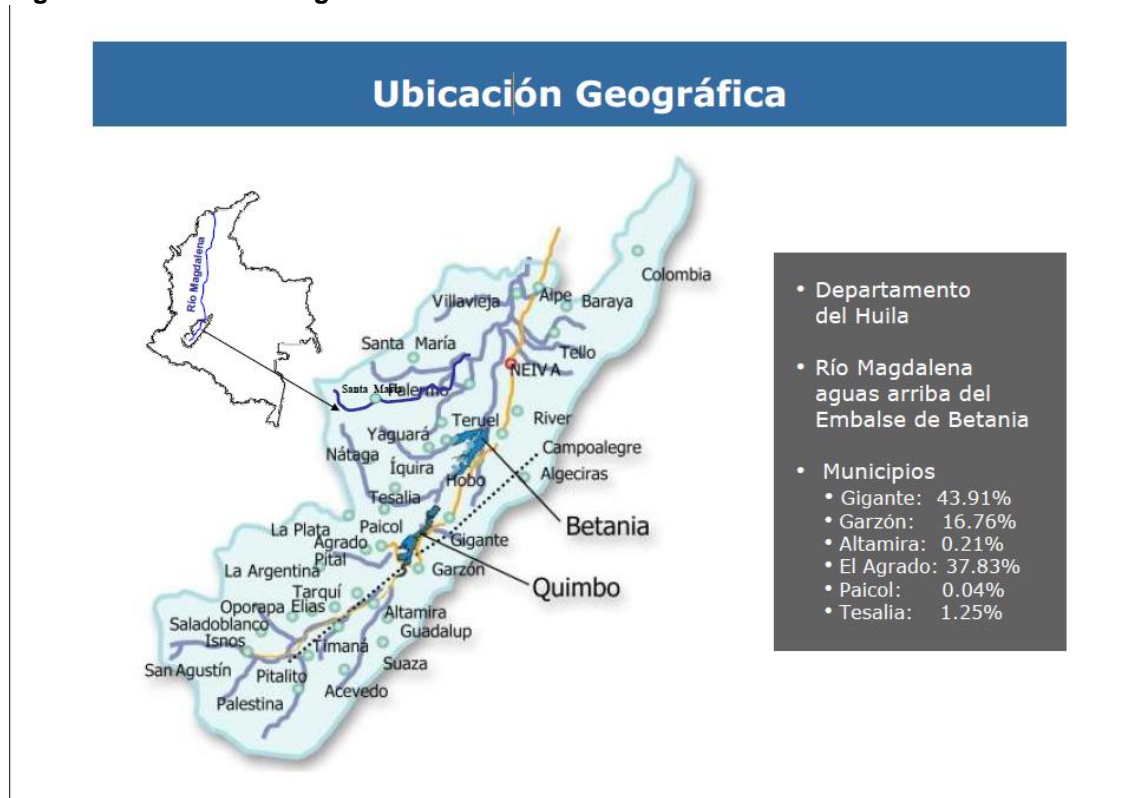 Ubicación Geográfica
Río Magdalena
Colombia
Villavieja
Aipe
Baraya
Santa María
Tello
NEIVA
Santa María
Palermo
Teruel
River
Yaguará
Campoalegre
Nátaga
Íquira
Algeciras
Hobo
Tesalia
Betania
La Plata
Paicol
Gigante
Agrado
Pital
La Argentina
Garzón
Quimbo
Tarquí
Oporapa
Elias
Altamira
Saladoblanco
Guadalup
Isnos
Timaná
San Agustín
Pitalito
Suaza
Acevedo
Palestina
• Departamento
del Huila
• Río Magdalena
aguas arriba del
Embalse de Betania
• Municipios
• Gigante: 43.91%
• Garzón: 16.76%
• Altamira: 0.21%
• El Agrado: 37.83%
• Paicol: 0.04%
• Tesalia: 1.25%